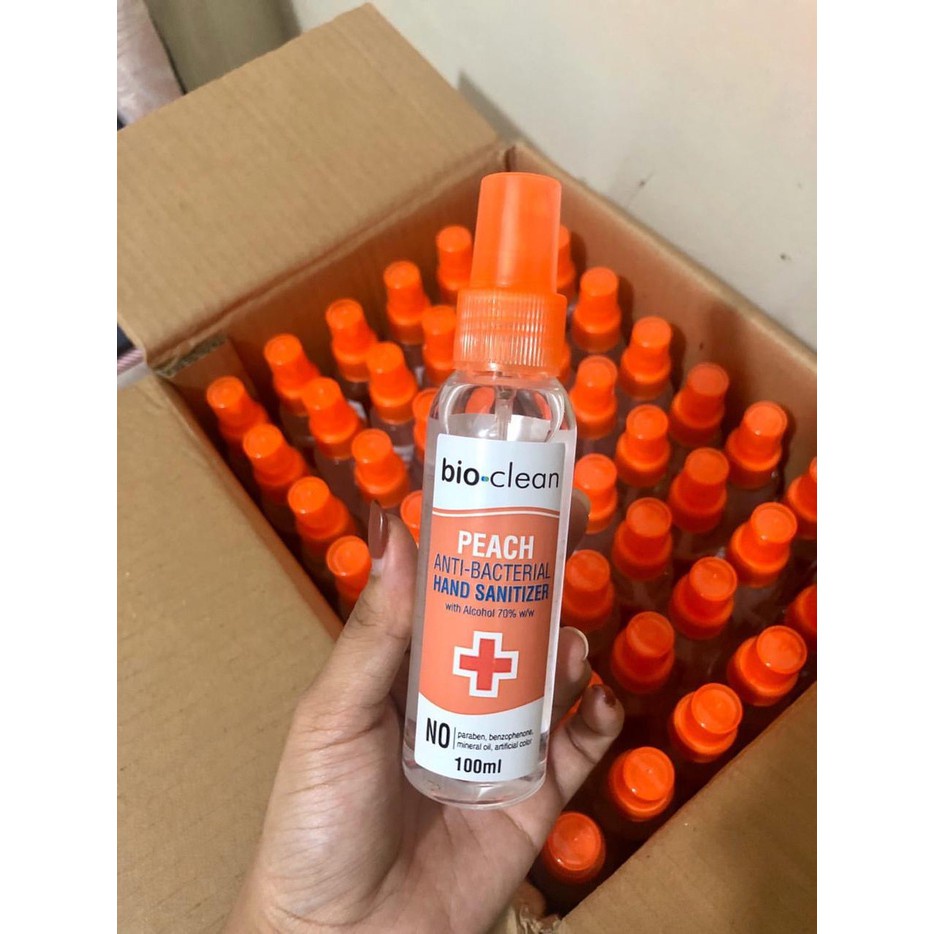 bio-clean
PEACH
ANTI-BACTERIAL
HAND SANITIZER
with Alcohol 70% w/w
NO
paraben, benzophenone,
mineral oil, artificial color
100ml